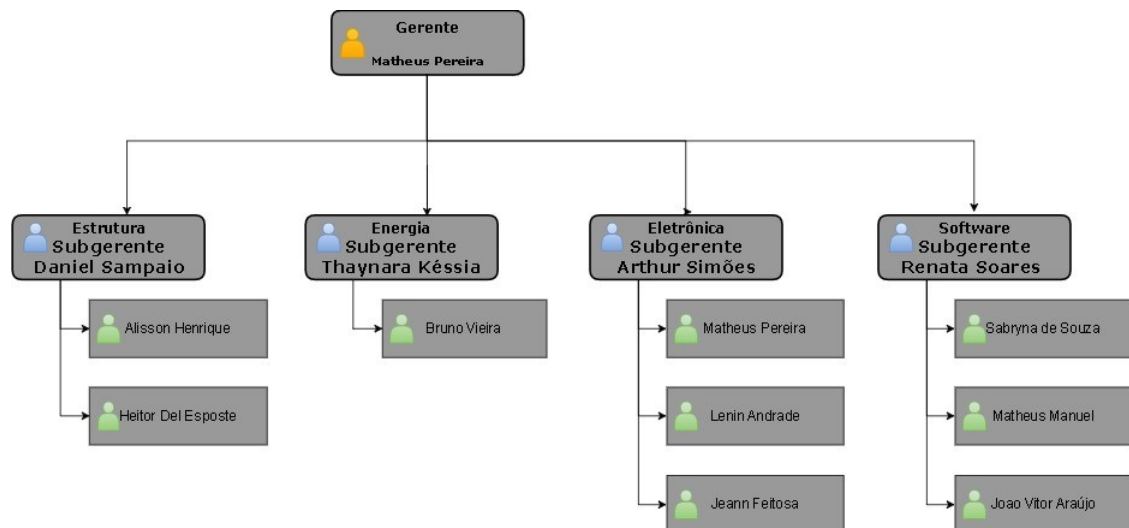 Gerente
Matheus Pereira
Estrutura
Subgerente
Daniel Sampaio
Alisson Henrique
Heitor Del Esposte
Energia
Subgerente
Thaynara Késsia
Bruno Vieira
Eletrônica
Subgerente
Arthur Simões
Matheus Pereira
Lenin Andrade
Jeann Feitosa
Software
Subgerente
Renata Soares
Sabryna de Souza
Matheus Manuel
Joao Vitor Araújo